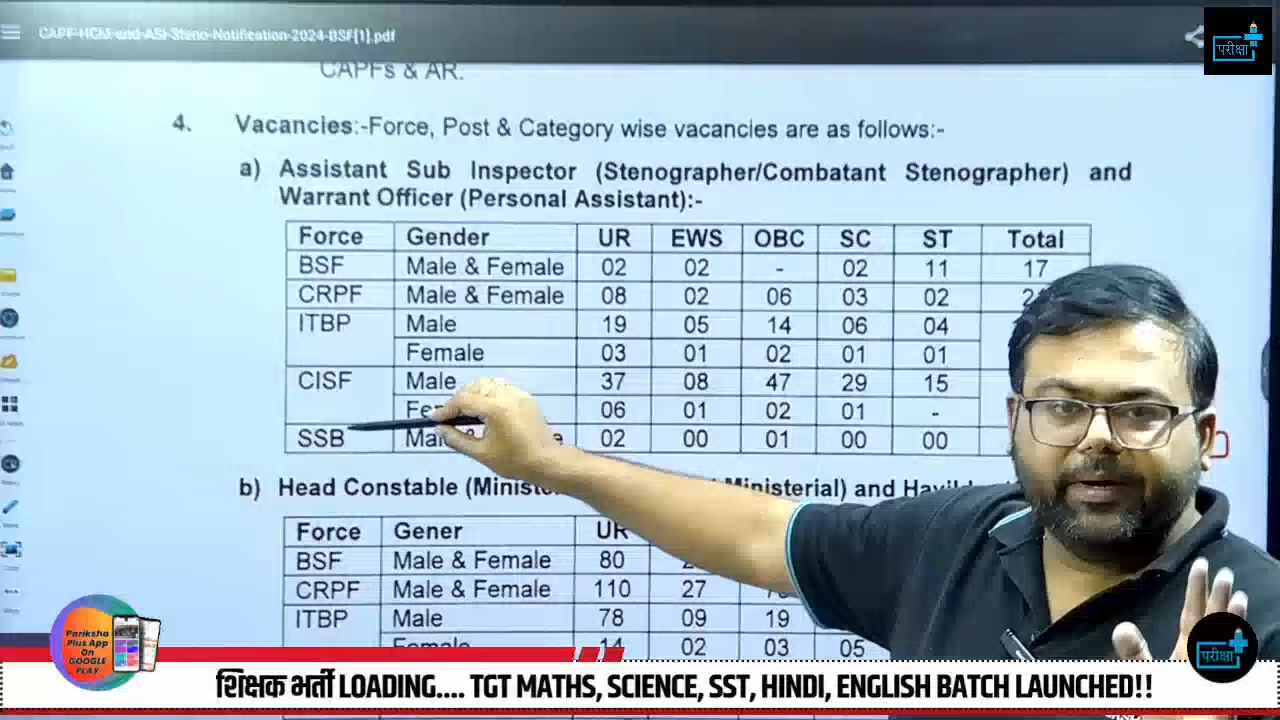 CAPF-HCM-and-ASI-Steno-Notification-2024-BSF[1].pdf
परीक्षा
CAPFs & AR.
4. Vacancies:-Force, Post & Category wise vacancies are as follows:-
a) Assistant Sub Inspector (Stenographer/Combatant Stenographer) and
Warrant Officer (Personal Assistant):-
Force Gender UR EWS OBC SC ST Total
BSF Male & Female 02 02 - 02 11 17
CRPF Male & Female 08 02 06 03 02
ITBP Male 19 05 14 06 04
Female 03 01 02 01 01
CISF Male 37 08 47 29 15
06 01 02 01 -
SSB 02 00 01 00 00
b) Head Constable Ministerial) and
Force Gener UR
BSF Male & Female 80
CRPF Male & Female 110 27
ITBP Male 78 09 19
Female 14 02 03 05
Pariksha
Plus App
On
GOOGLE
PLAY
परीक्षा
शिक्षक भर्ती LOADING.... TGT MATHS, SCIENCE, SST, HINDI, ENGLISH BATCH LAUNCHED!!